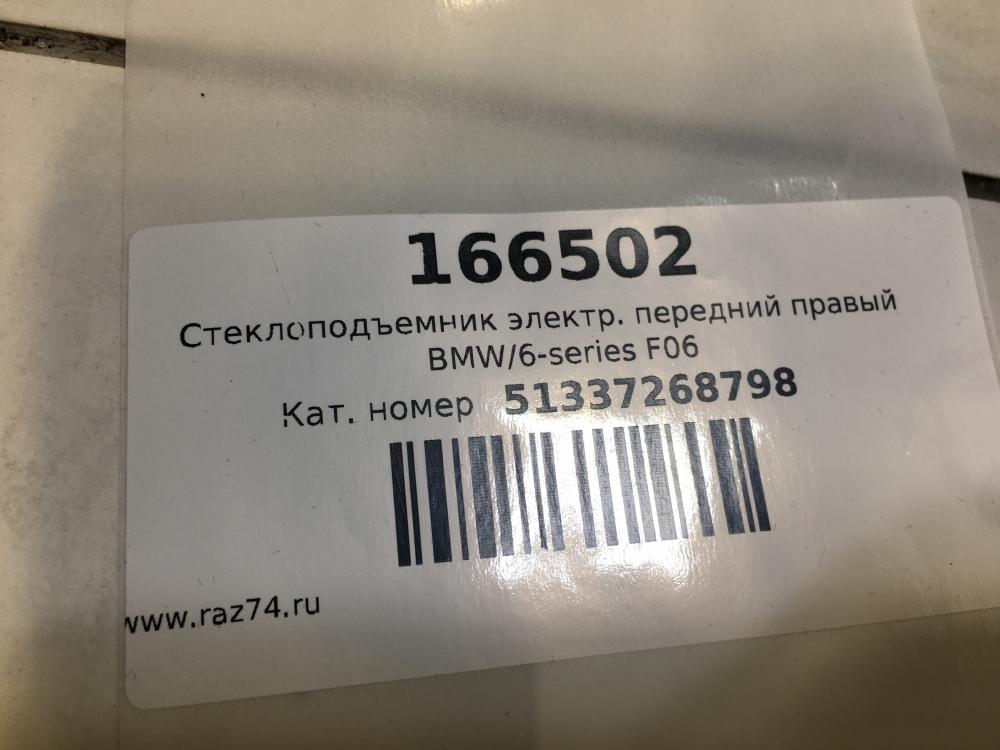 166502
Стеклоподъемник электр. передний правый
BMW/6-series F06
Кат. номер 51337268798
www.raz74.ru